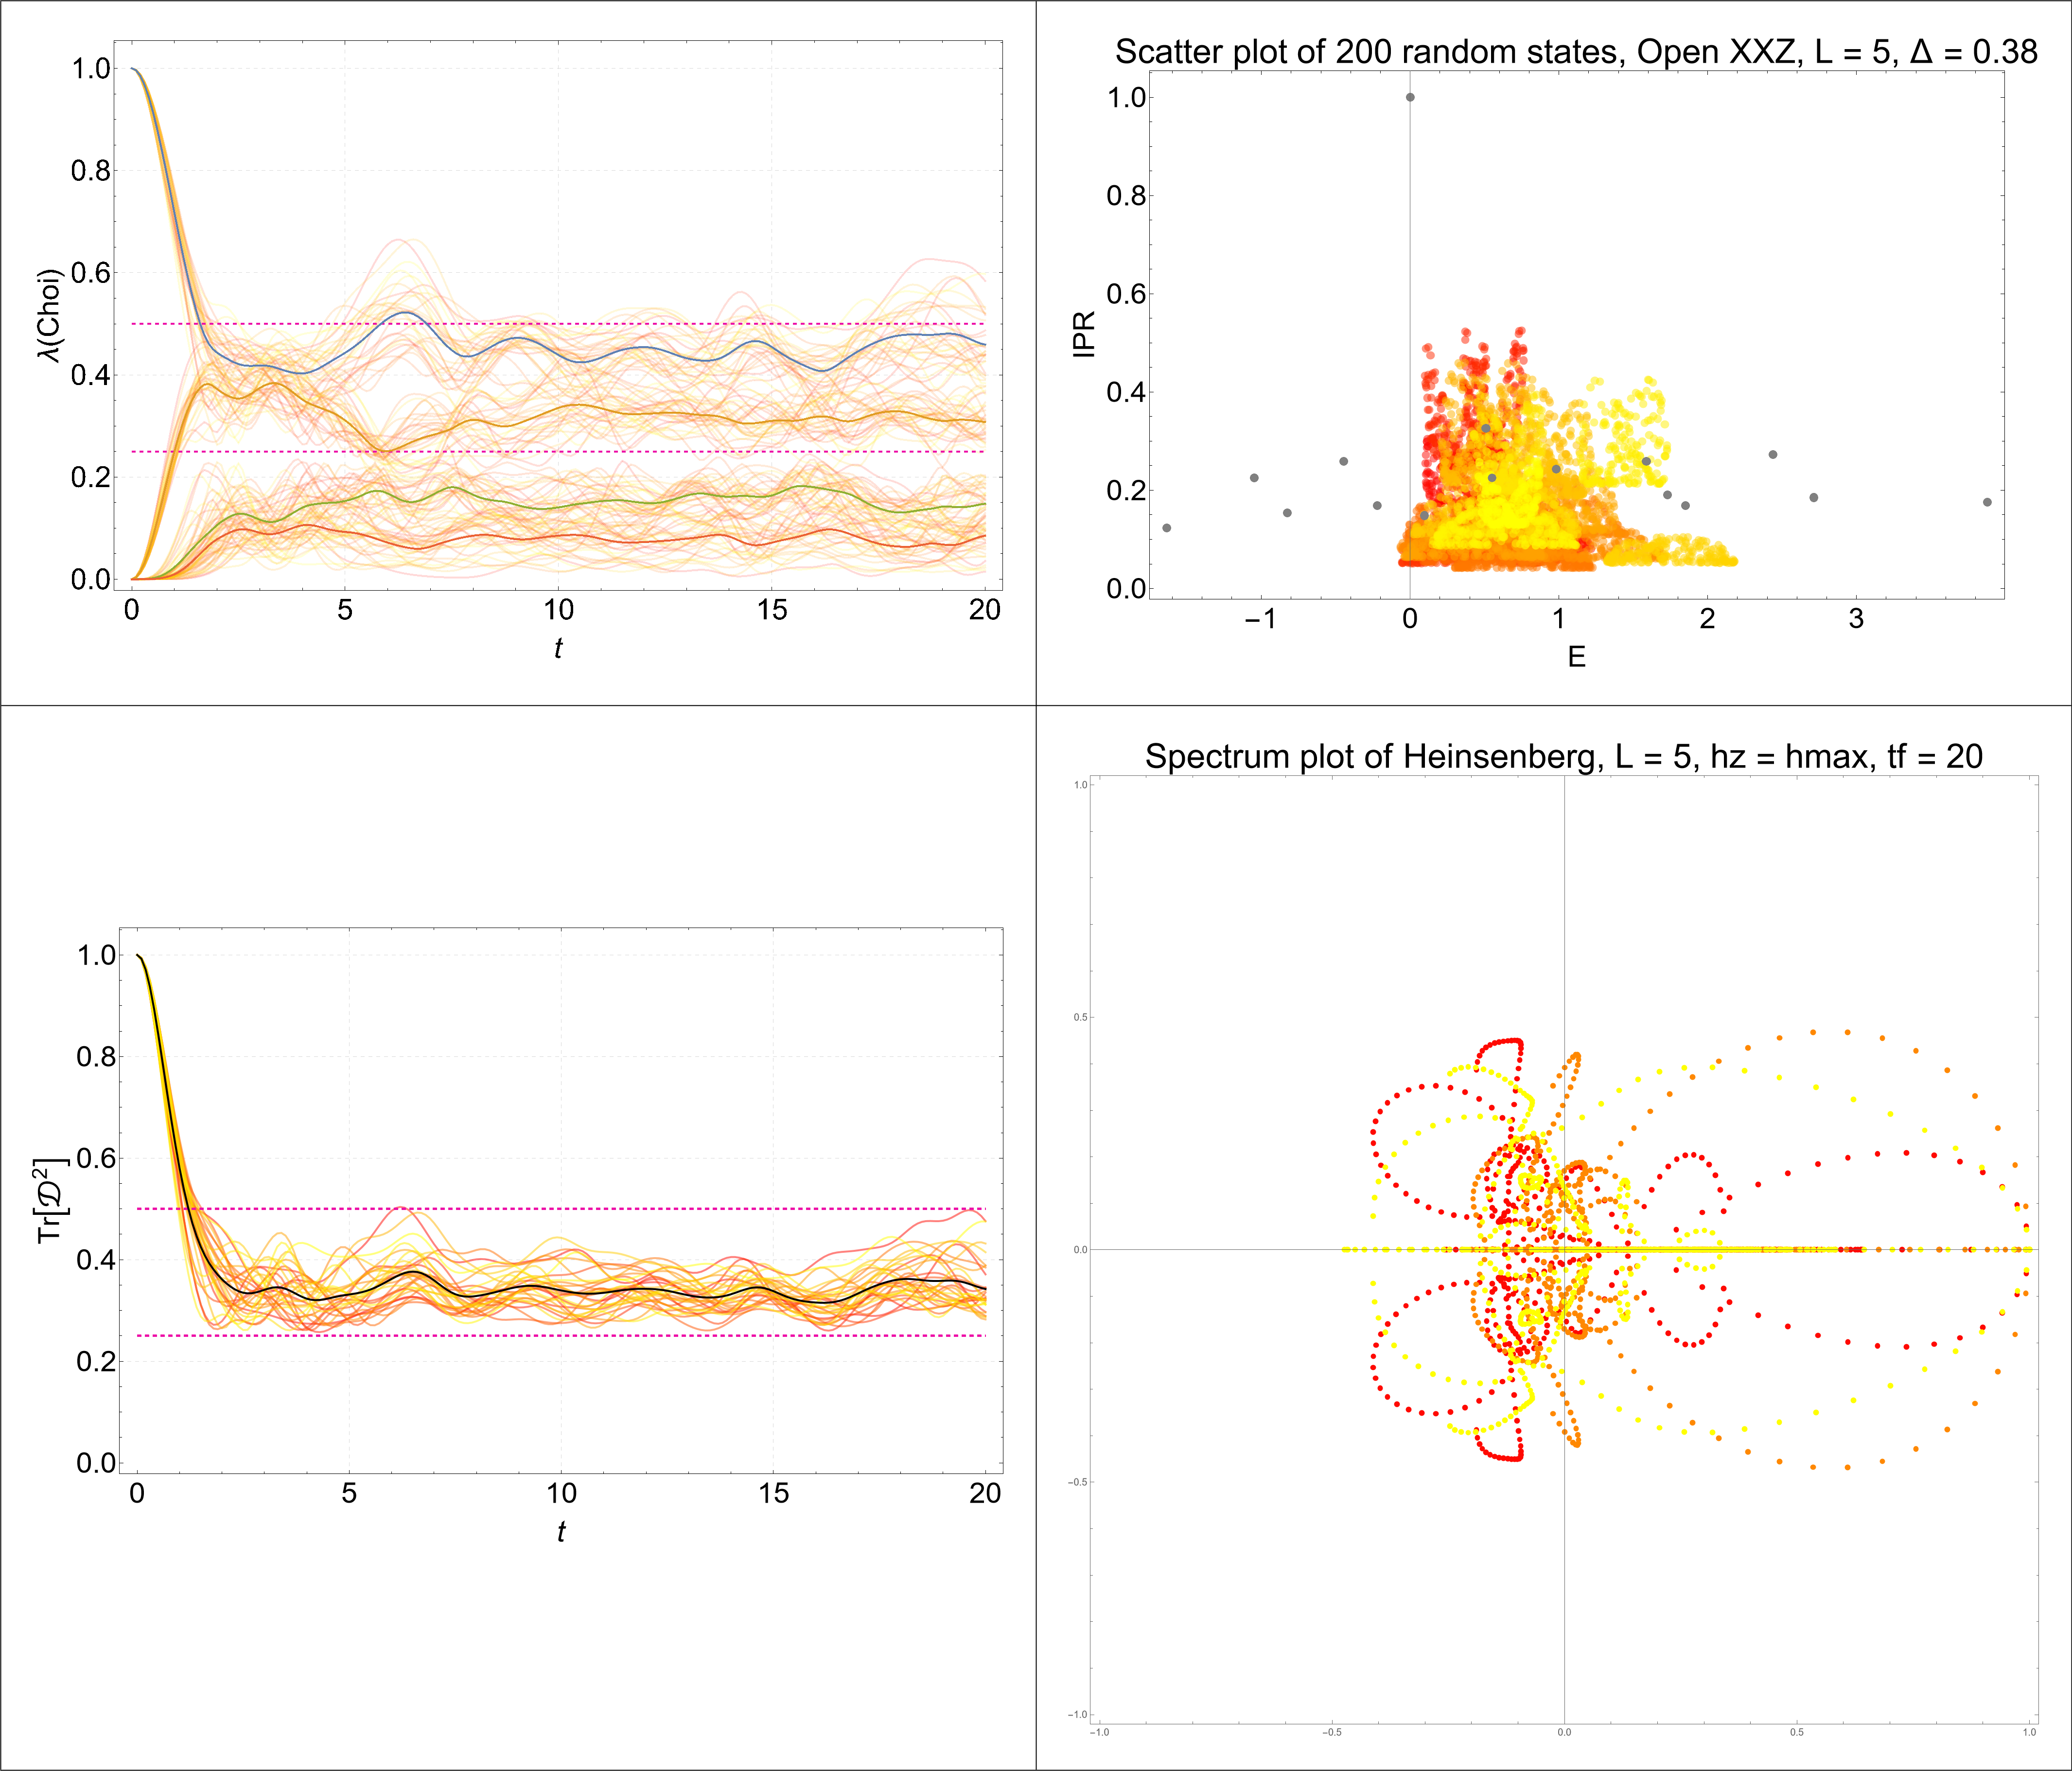 1.0
0.8
0.6
0.4
0.2
0.0
λ(Choi)
0 5 10 15 20
t
Scatter plot of 200 random states, Open XXZ, L = 5, Δ = 0.38
1.0
0.8
0.6
0.4
0.2
0.0
IPR
−1 0 1 2 3
E
1.0
0.8
0.6
0.4
0.2
0.0
Tr[𝒟²]
0 5 10 15 20
t
Spectrum plot of Heinsenberg, L = 5, hz = hmax, tf = 20
1.0
0.5
0.0
−0.5
−1.0
−1.0 −0.5 0.0 0.5 1.0